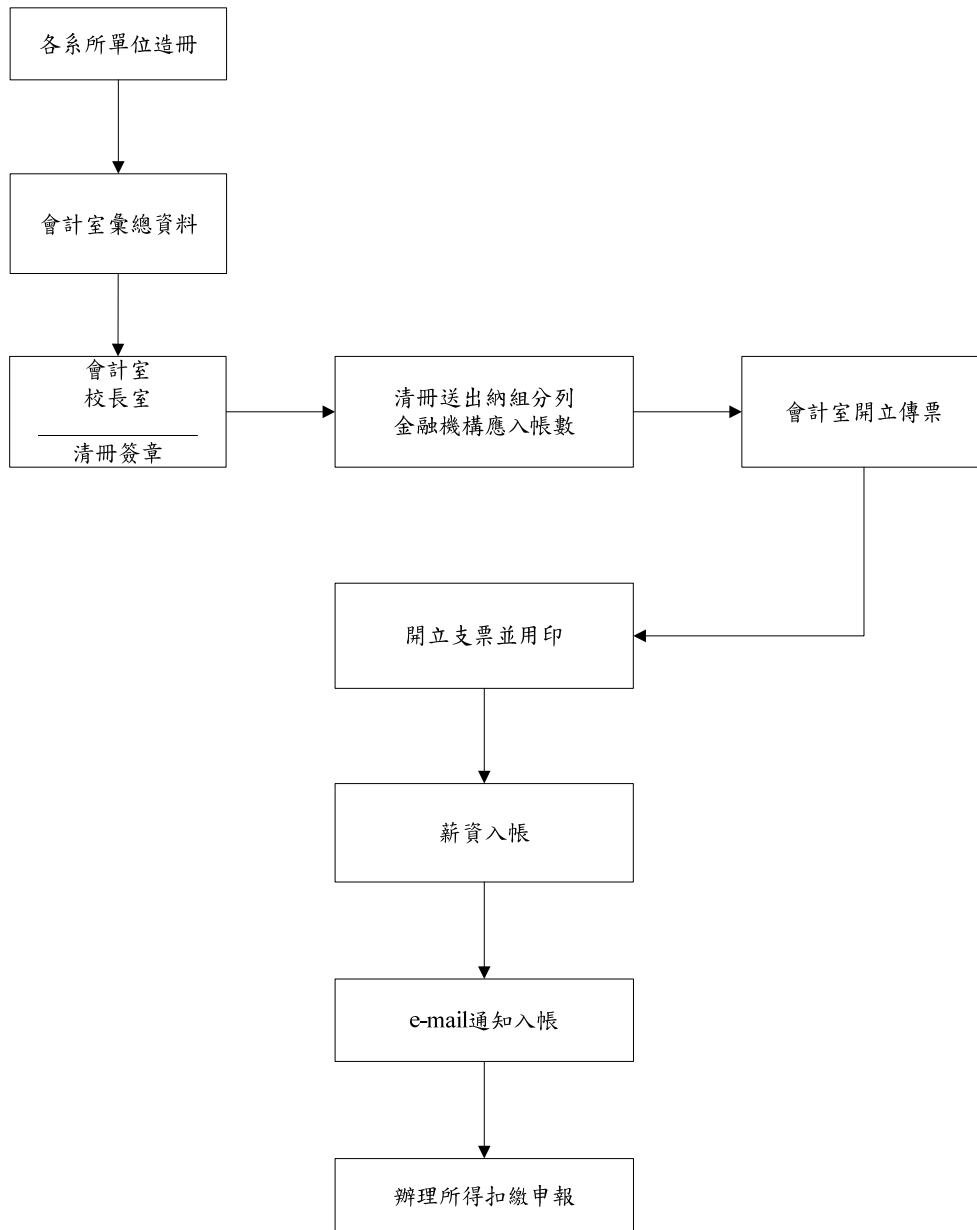 各系所單位造冊
會計室彙總資料
會計室
校長室
清冊簽章
清冊送出納組分列
金融機構應入帳數
會計室開立傳票
開立支票並用印
薪資入帳
e-mail通知入帳
辦理所得扣繳申報